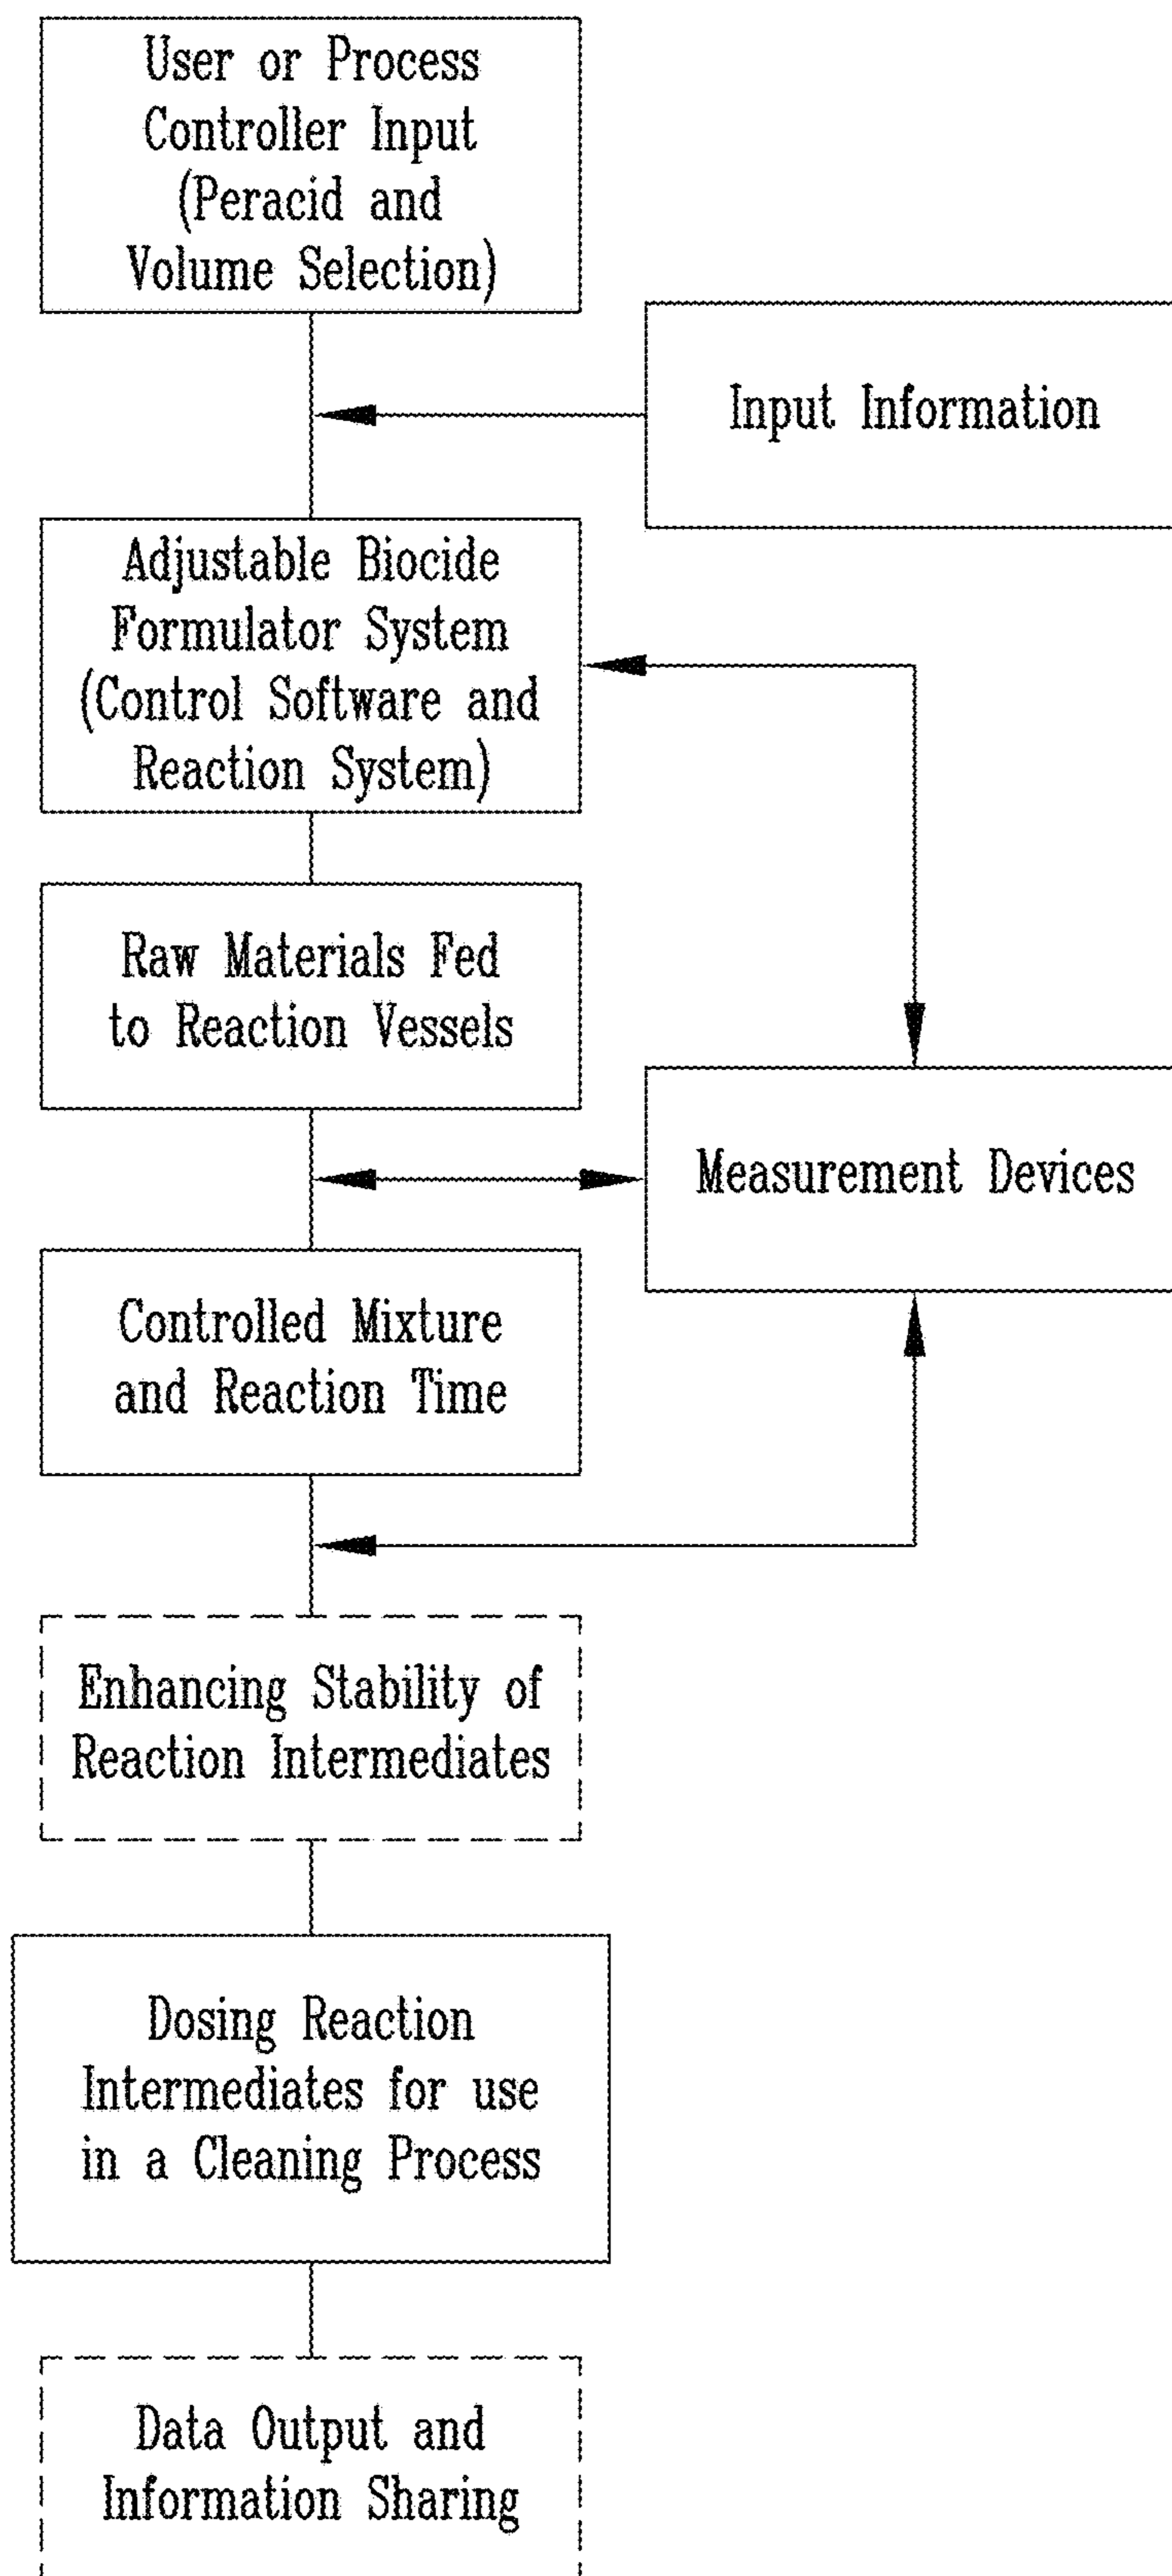 User or Process
Controller Input
(Peracid and
Volume Selection)
Input Information
Adjustable Biocide
Formulator System
(Control Software and
Reaction System)
Raw Materials Fed
to Reaction Vessels
Measurement Devices
Controlled Mixture
and Reaction Time
Enhancing Stability of
Reaction Intermediates
Dosing Reaction
Intermediates for use
in a Cleaning Process
Data Output and
Information Sharing